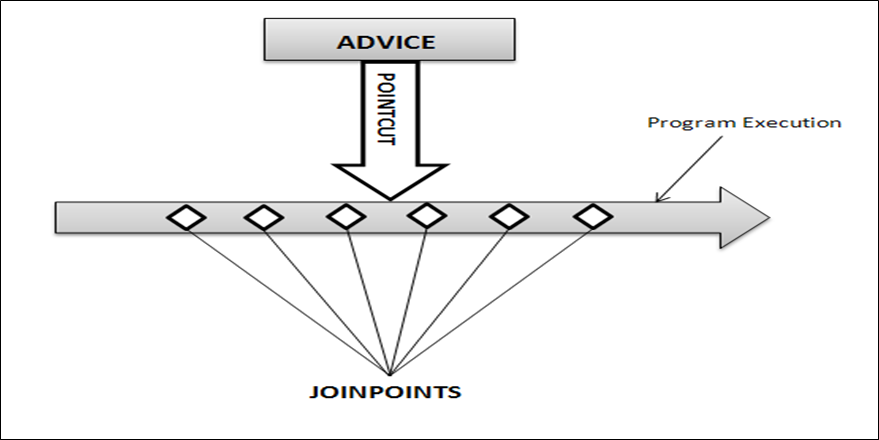 ADVICE
POINTCUT
Program Execution
JOINPOINTS